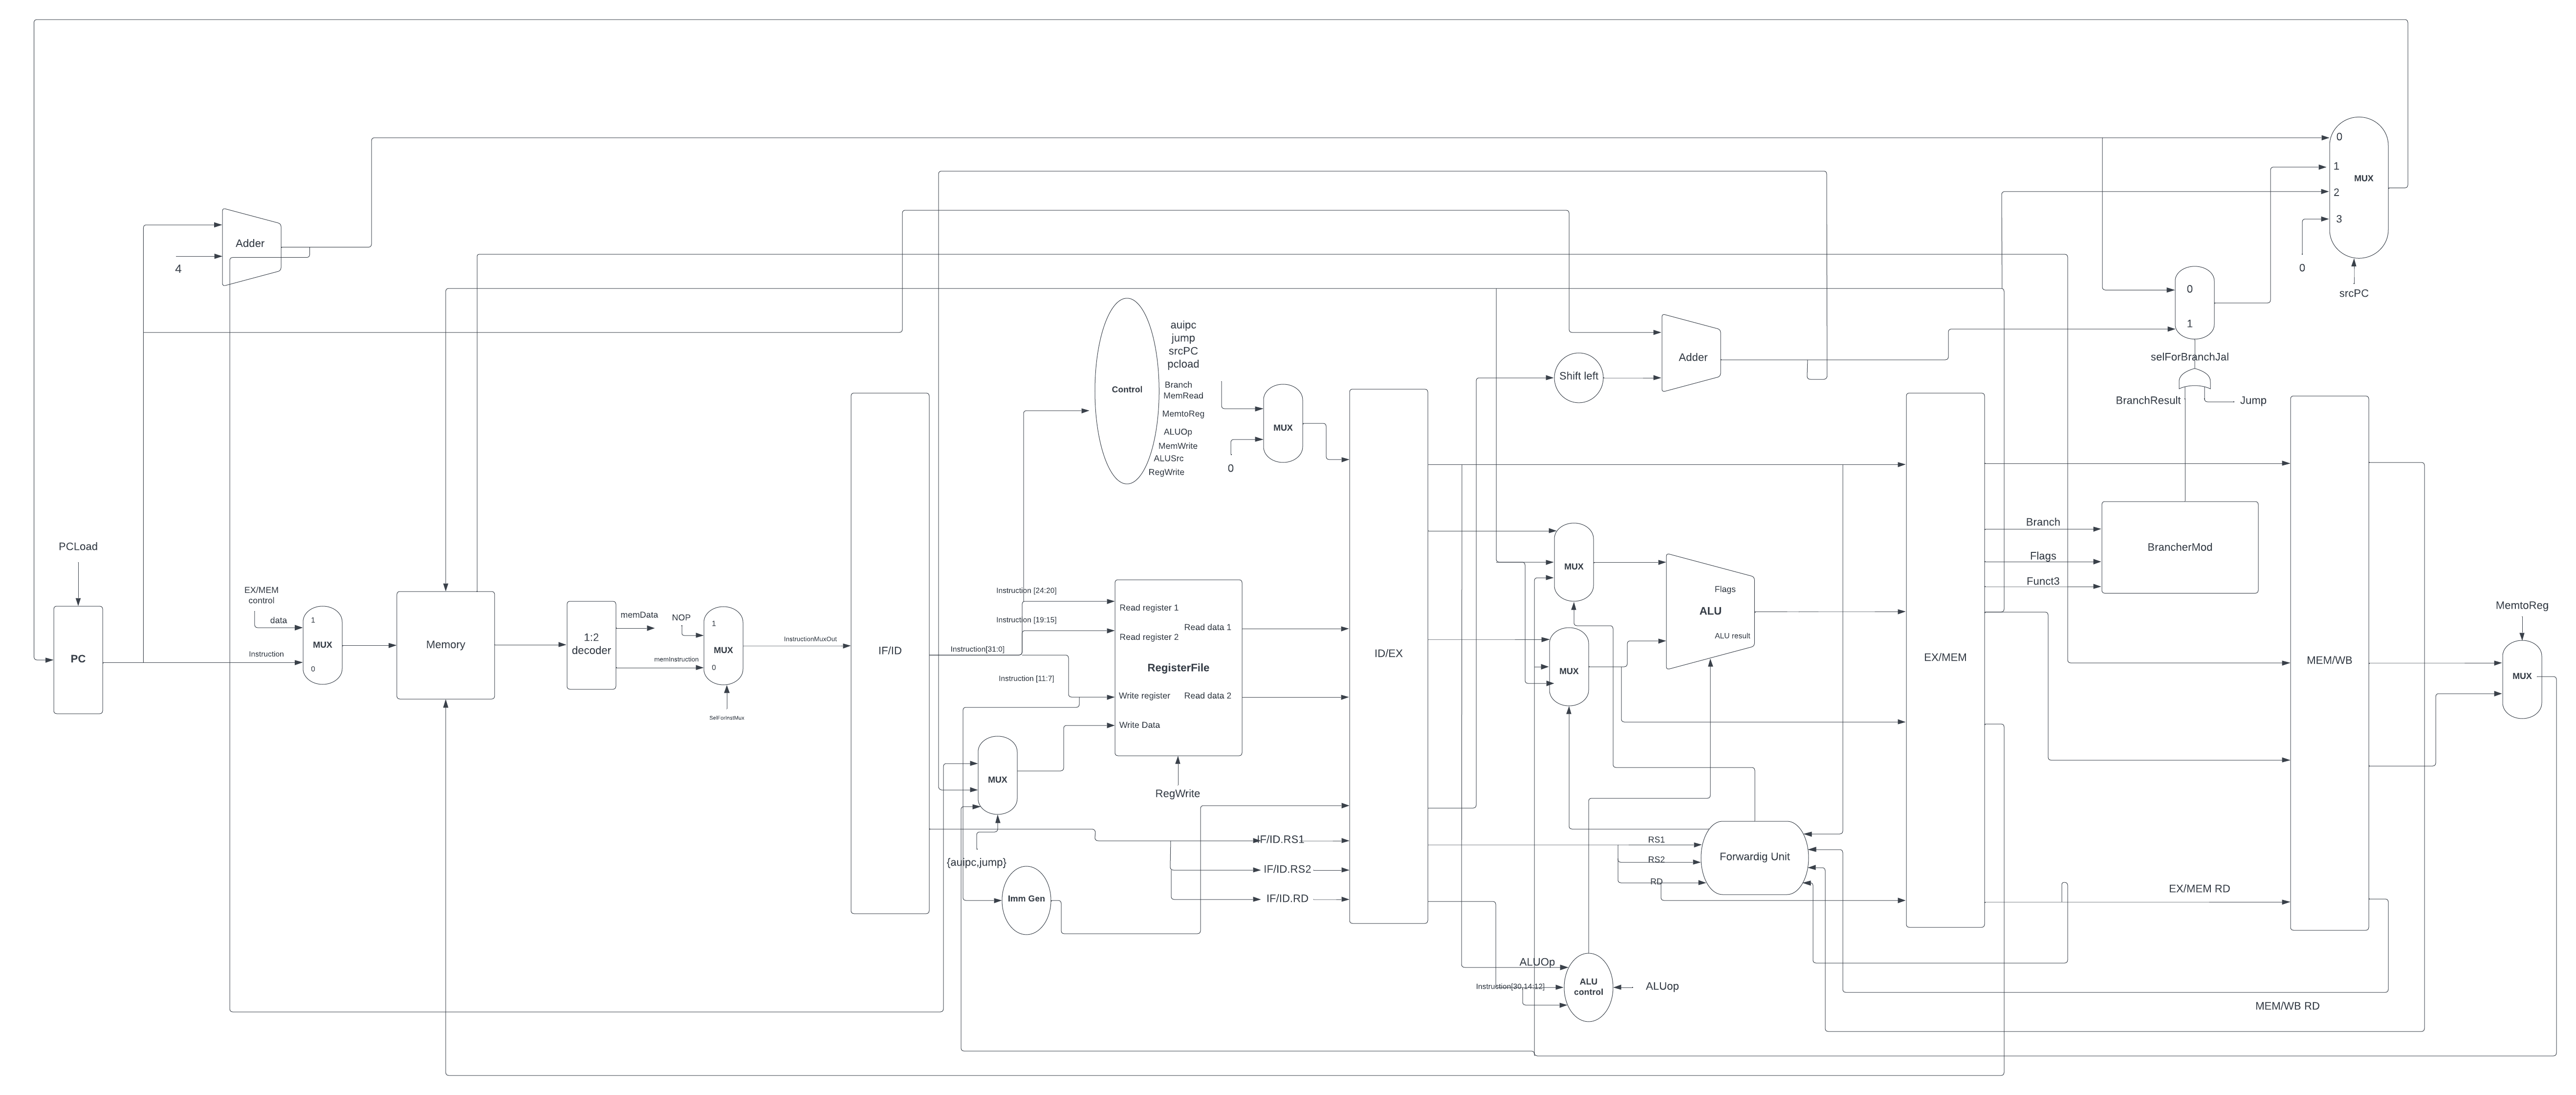 0
1
MUX
2
3
0
srcPC
Adder
4
0
1
selForBranchJal
BranchResult
Jump
Control
auipc
jump
srcPC
pcload
Branch
MemRead
MemtoReg
ALUOp
MemWrite
ALUSrc
RegWrite
MUX
0
Shift left
Adder
PCLoad
PC
EX/MEM
control
data
Instruction
1
MUX
0
Memory
1:2
decoder
memData
memInstruction
NOP
1
MUX
0
SelForInstMux
InstructionMuxOut
IF/ID
Instruction [24:20]
Instruction [19:15]
Instruction[31:0]
Instruction [11:7]
Read register 1
Read register 2
Read data 1
RegisterFile
Write register
Read data 2
Write Data
RegWrite
MUX
{auipc,jump}
Imm Gen
IF/ID.RS1
IF/ID.RS2
IF/ID.RD
ID/EX
MUX
MUX
Flags
ALU
ALU result
RS1
RS2
RD
Forwardig Unit
ALUOp
Instruction[30,14:12]
ALU
control
ALUop
EX/MEM
Branch
Flags
Funct3
BrancherMod
EX/MEM RD
MEM/WB RD
MEM/WB
MemtoReg
MUX